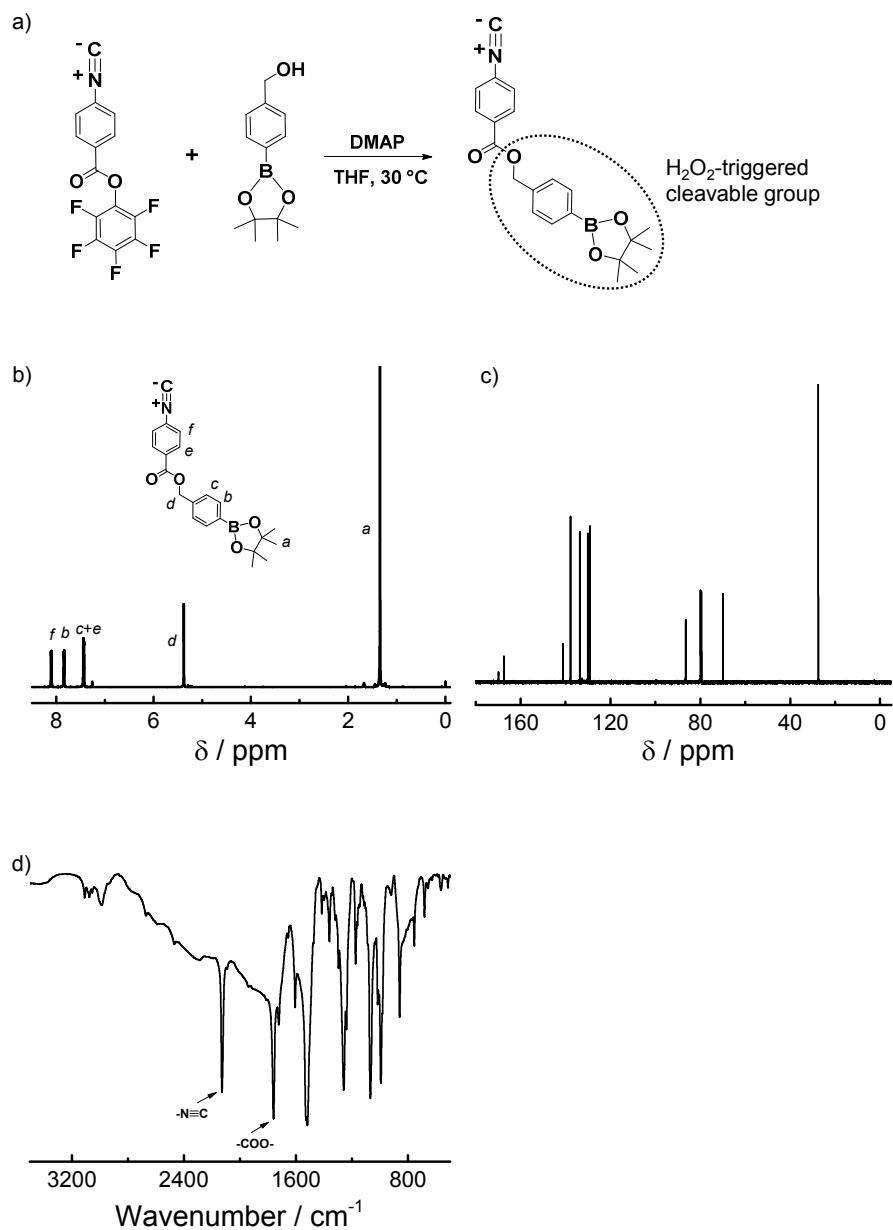 a)
- C
+ N
O
O
F
F
F
F
F
+
OH
B
O
O
DMAP
THF, 30 °C
- C
+ N
O
O
B
O
O
H₂O₂-triggered
cleavable group
b)
- C
+ N
f
e
O
O
d
c
b
B
O
O
a
a
d
f b c+e
8 6 4 2 0
δ / ppm
c)
160 120 80 40 0
δ / ppm
d)
-N≡C
-COO-
3200 2400 1600 800
Wavenumber / cm⁻¹